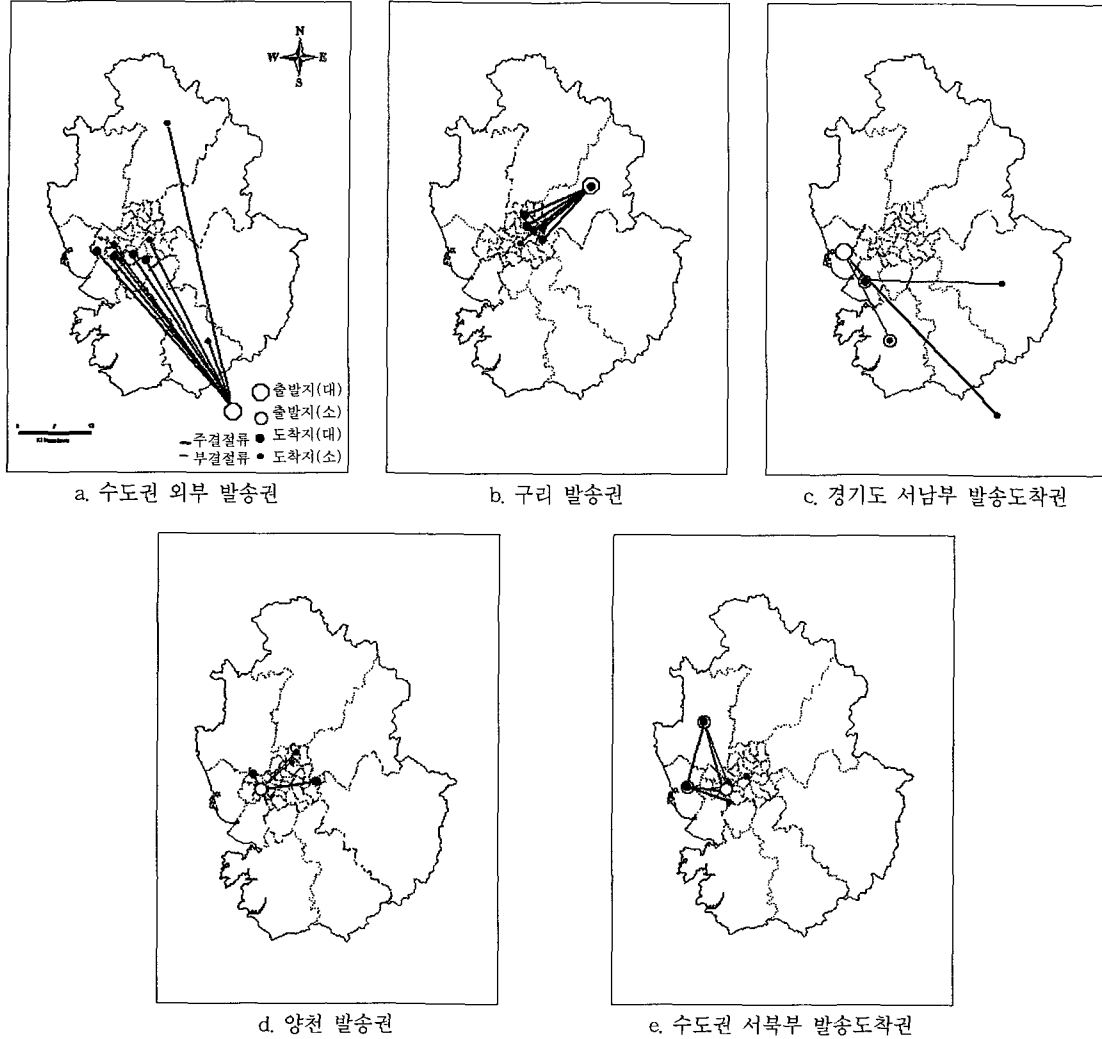 N
W E
S
출발지(대)
출발지(소)
주결절류 도착지(대)
부결절류 도착지(소)
a. 수도권 외부 발송권
b. 구리 발송권
c. 경기도 서남부 발송도착권
d. 양천 발송권
e. 수도권 서북부 발송도착권